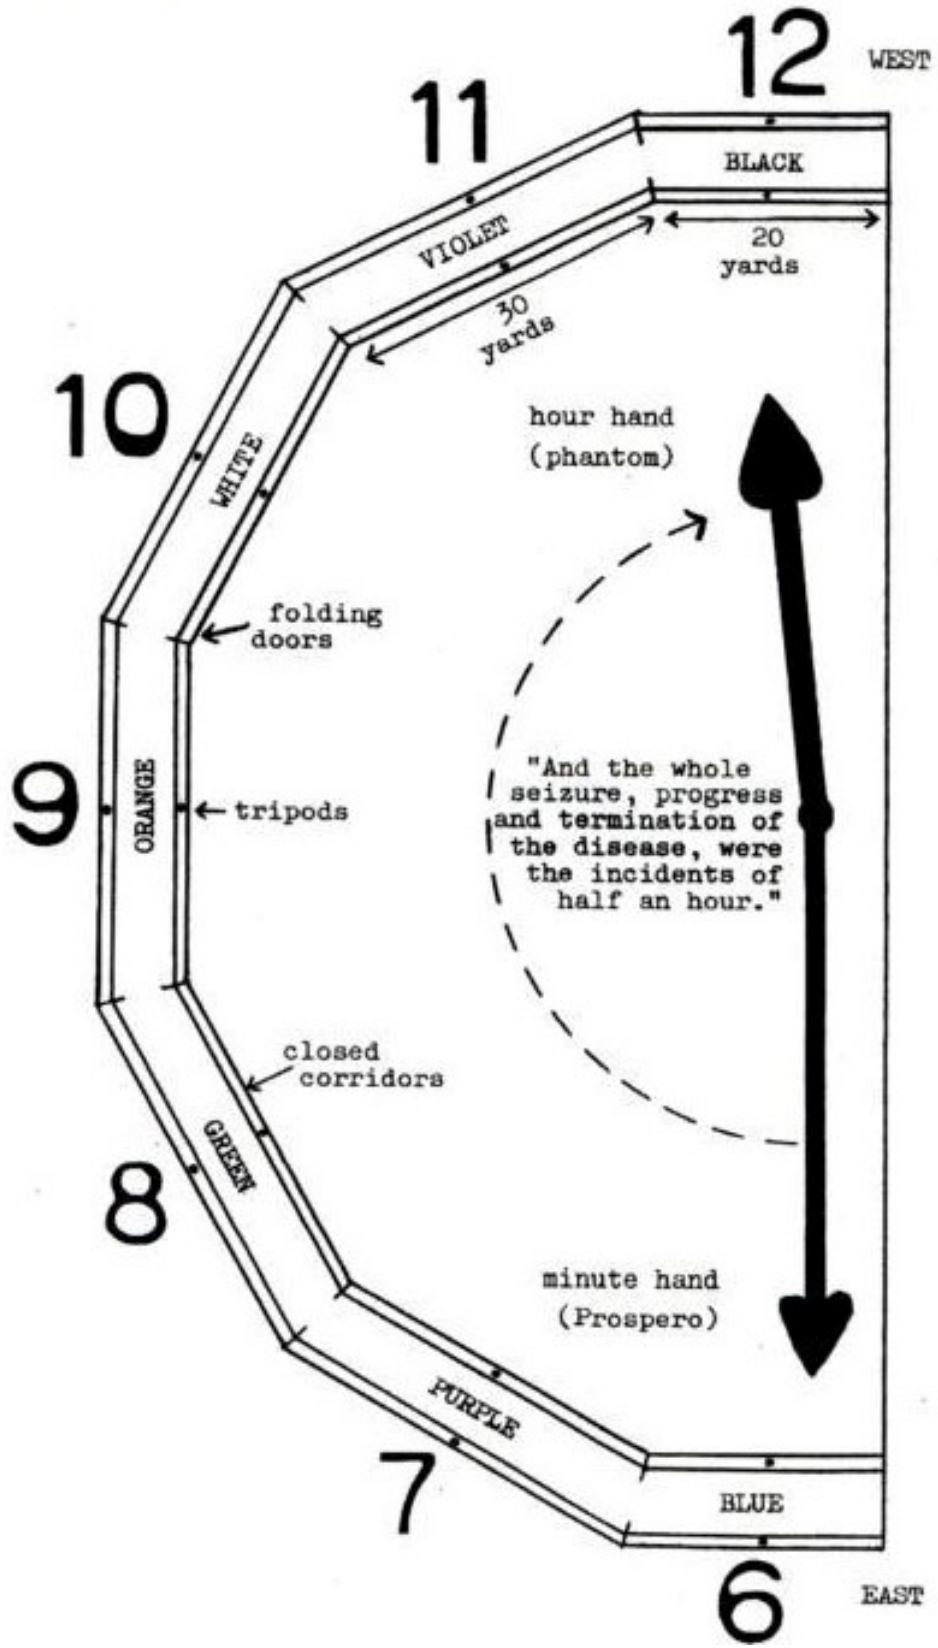 12
WEST
11
BLACK
VIOLET
20
yards
30
yards
10
hour hand
(phantom)
WHITE
folding
doors
9
ORANGE
tripods
"And the whole
seizure, progress
and termination of
the disease, were
the incidents of
half an hour."
closed
corridors
8
GREEN
minute hand
(Prospero)
PURPLE
7
BLUE
6
EAST